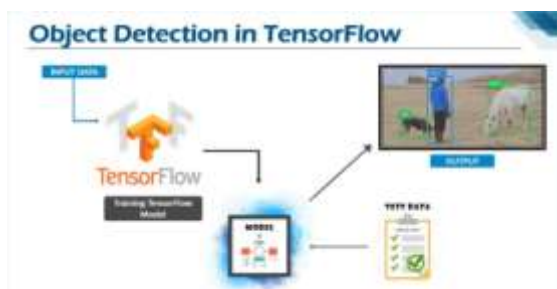 Object Detection in TensorFlow
INPUT DATA
TensorFlow
Training TensorFlow
Model
MODEL
OUTPUT
TEST DATA